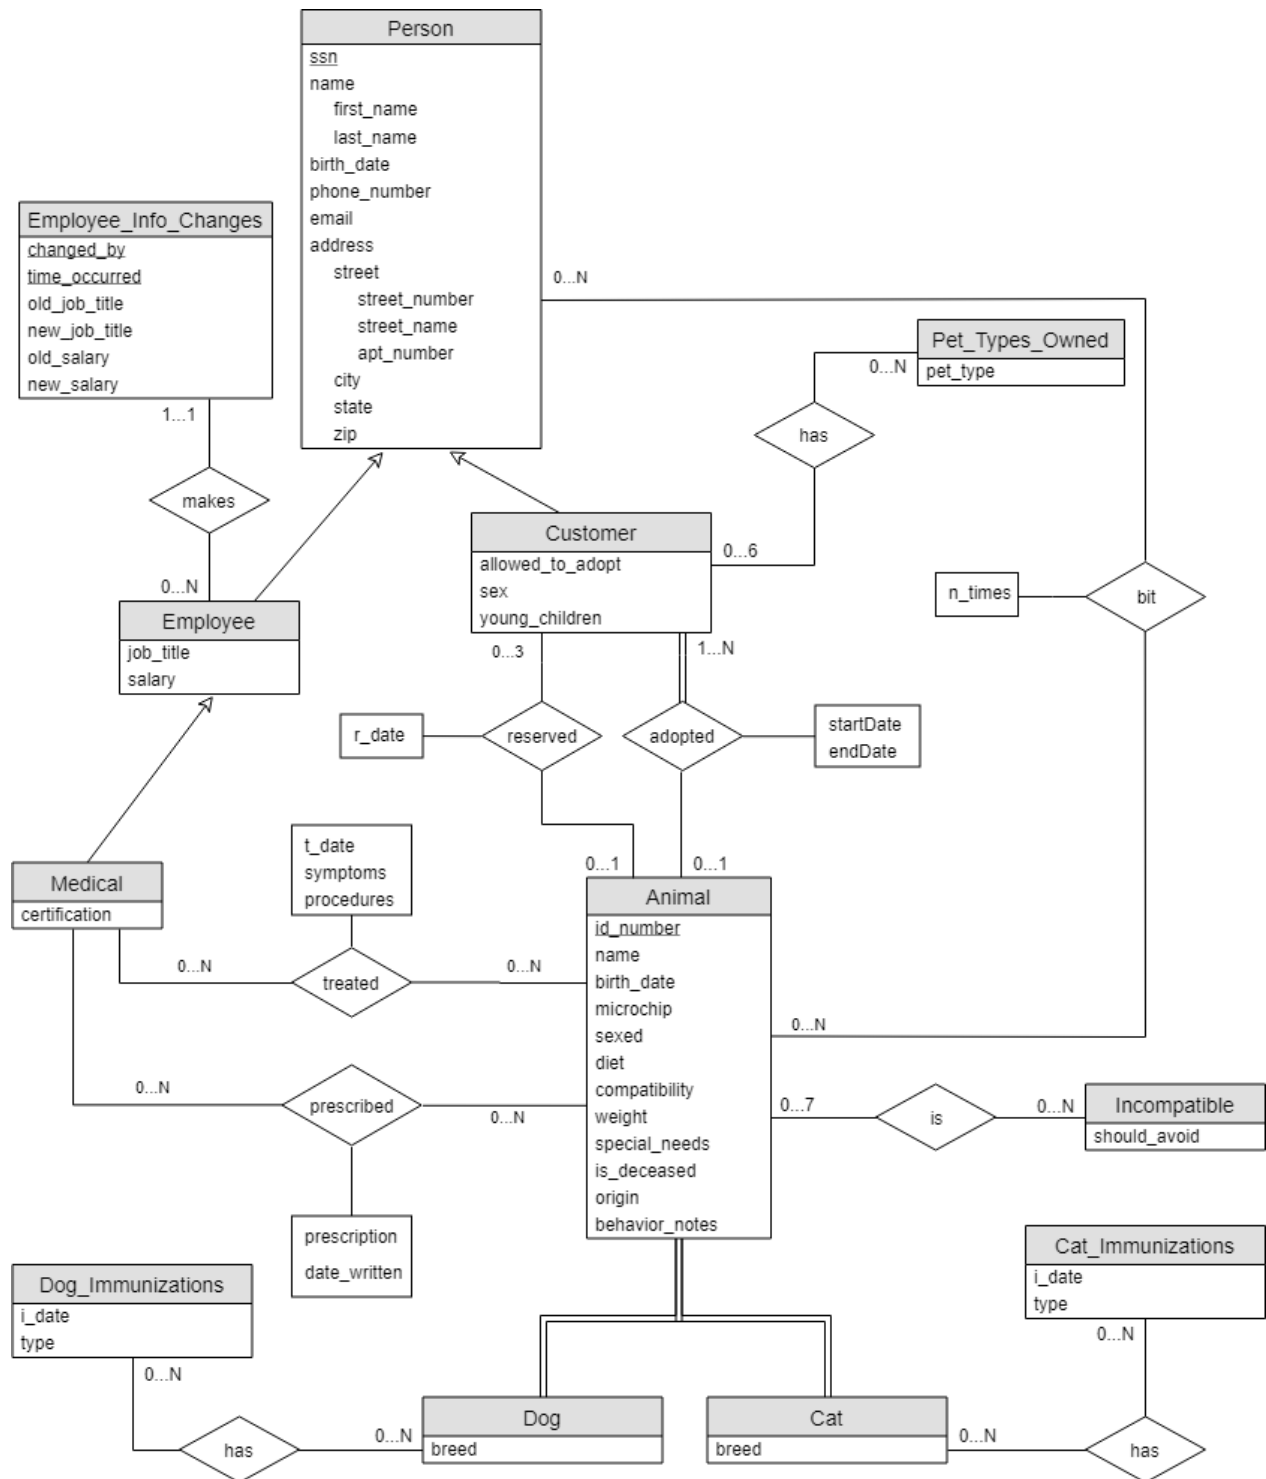 Person
ssn
name
first_name
last_name
birth_date
phone_number
email
address
street
street_number
street_name
apt_number
city
state
zip
Employee_Info_Changes
changed_by
time_occurred
old_job_title
new_job_title
old_salary
new_salary
1...1
makes
0...N
Employee
job_title
salary
0...N
Pet_Types_Owned
pet_type
0...N
has
0...6
Customer
allowed_to_adopt
sex
young_children
n_times
bit
0...3
1...N
r_date
reserved
adopted
startDate
endDate
0...1
0...1
Medical
certification
t_date
symptoms
procedures
0...N
treated
0...N
Animal
id_number
name
birth_date
microchip
sexed
diet
compatibility
weight
special_needs
is_deceased
origin
behavior_notes
0...N
0...N
prescribed
0...N
prescription
date_written
0...7
is
0...N
Incompatible
should_avoid
Dog_Immunizations
i_date
type
0...N
has
0...N
Dog
breed
Cat
breed
0...N
has
0...N
Cat_Immunizations
i_date
type